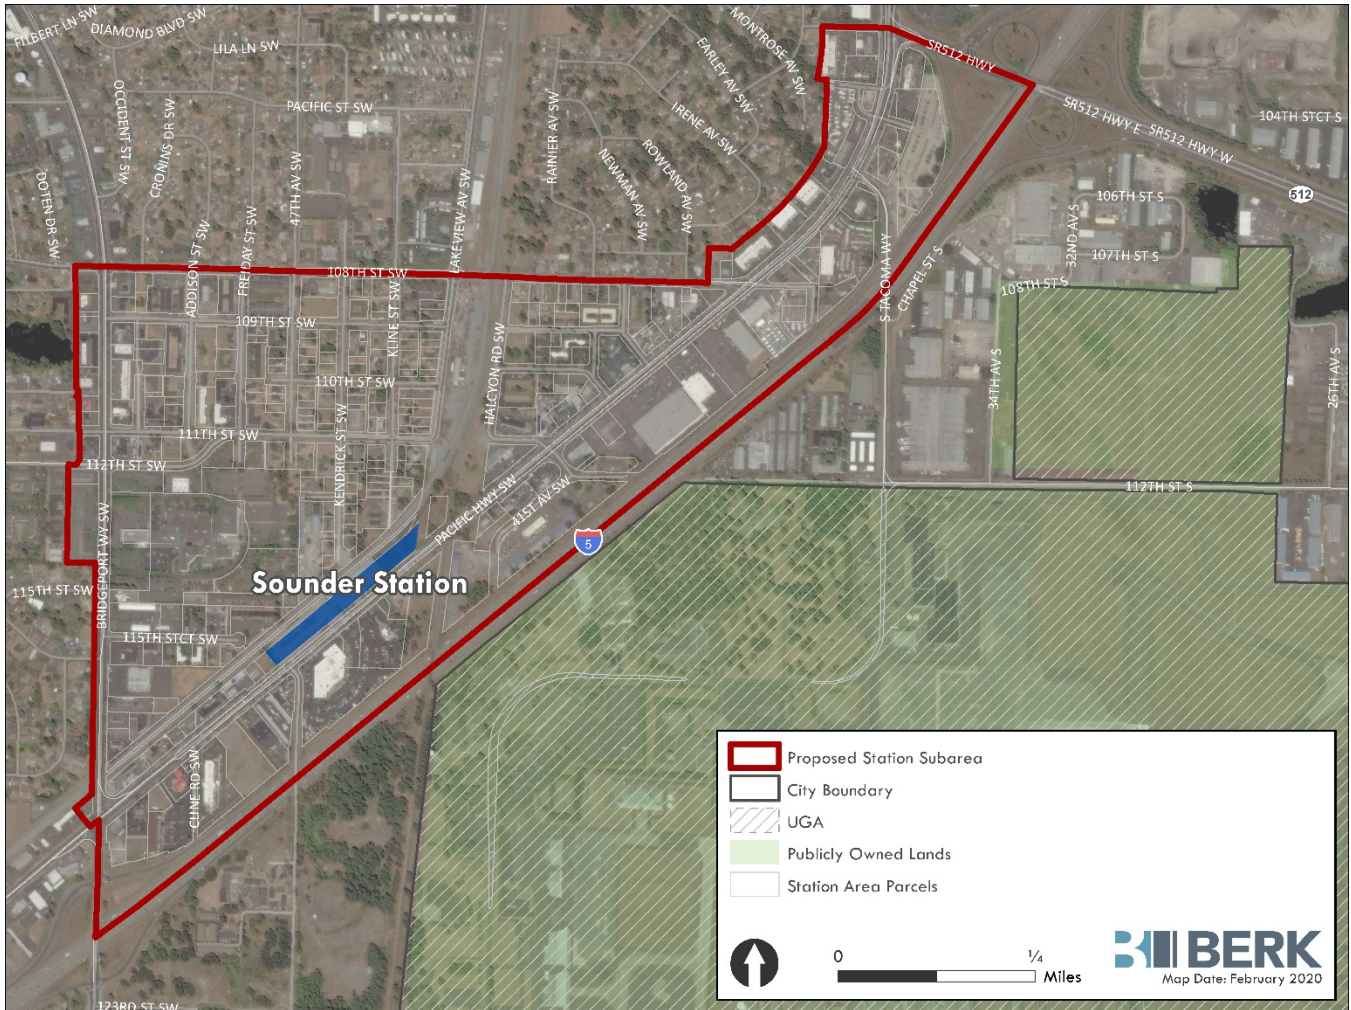 FILBERT LN SW
DIAMOND BLVD SW
LILA LN SW
OCCIDENT ST SW
CRONINS DR SW
PACIFIC ST SW
47TH AV SW
DOTEN DR SW
ADDISON ST SW
FREIDAY ST SW
LAKEVIEW AV SW
RAINIER AV SW
NEWMAN AV SW
ROWLAND AV SW
IRENE AV SW
EARLEY AV SW
MONTROSE AV SW
SR512 HWY
SR512 HWY E
SR512 HWY W
104TH STCT S
512
106TH ST S
32ND AV S
107TH ST S
108TH ST S
S TACOMA WY
CHAPEL ST S
34TH AV S
26TH AV S
112TH ST S
108TH ST SW
109TH ST SW
KLINE ST SW
110TH ST SW
HALCYON RD SW
111TH ST SW
112TH ST SW
KENDRICK ST SW
PACIFIC HWY SW
41ST AV SW
5
BRIDGEPORT WY SW
Sounder Station
115TH ST SW
115TH STCT SW
CLINE RD SW
123RD ST SW
Proposed Station Subarea
City Boundary
UGA
Publicly Owned Lands
Station Area Parcels
0 ¼
Miles
BERK
Map Date: February 2020